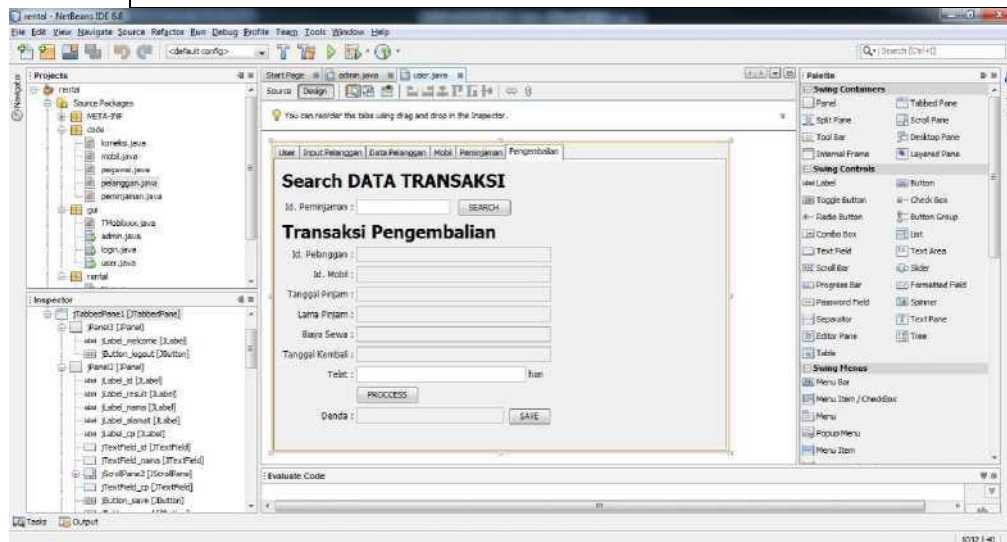 rental - NetBeans IDE 6.8
File Edit View Navigate Source Refactor Run Debug Profile Team Tools Window Help
<default config>
Search (Ctrl+I)
Navigator
Projects
rental
Source Packages
META-INF
code
koneksi.java
mobil.java
pegawai.java
pelanggan.java
peminjaman.java
gui
TMobilxxx.java
admin.java
login.java
user.java
rental
Inspector
jTabbedPane1 [JTabbedPane]
jPanel3 [JPanel]
jLabel_welcome [JLabel]
jButton_logout [JButton]
jPanel2 [JPanel]
jLabel_id [JLabel]
jLabel_result [JLabel]
jLabel_nama [JLabel]
jLabel_alamat [JLabel]
jLabel_cp [JLabel]
jTextField_id [JTextField]
jTextField_nama [JTextField]
jScrollPane2 [JScrollPane]
jTextField_cp [JTextField]
jButton_save [JButton]
Start Page
admin.java
user.java
Source Design
You can reorder the tabs using drag and drop in the Inspector.
User Input Pelanggan Data Pelanggan Mobil Peminjaman Pengembalian
Search DATA TRANSAKSI
Id. Peminjaman :
SEARCH
Transaksi Pengembalian
Id. Pelanggan :
Id. Mobil :
Tanggal Pinjam :
Lama Pinjam :
Biaya Sewa :
Tanggal Kembali :
Telat :
hari
PROCCESS
Denda :
SAVE
Evaluate Code
Palette
Swing Containers
Panel
Tabbed Pane
Split Pane
Scroll Pane
Tool Bar
Desktop Pane
Internal Frame
Layered Pane
Swing Controls
label Label
Button
Toggle Button
Check Box
Radio Button
Button Group
Combo Box
List
Text Field
Text Area
Scroll Bar
Slider
Progress Bar
Formatted Field
Password Field
Spinner
Separator
Text Pane
Editor Pane
Tree
Table
Swing Menus
Menu Bar
Menu Item / CheckBox
Menu
Popup Menu
Menu Item
Tasks
Output